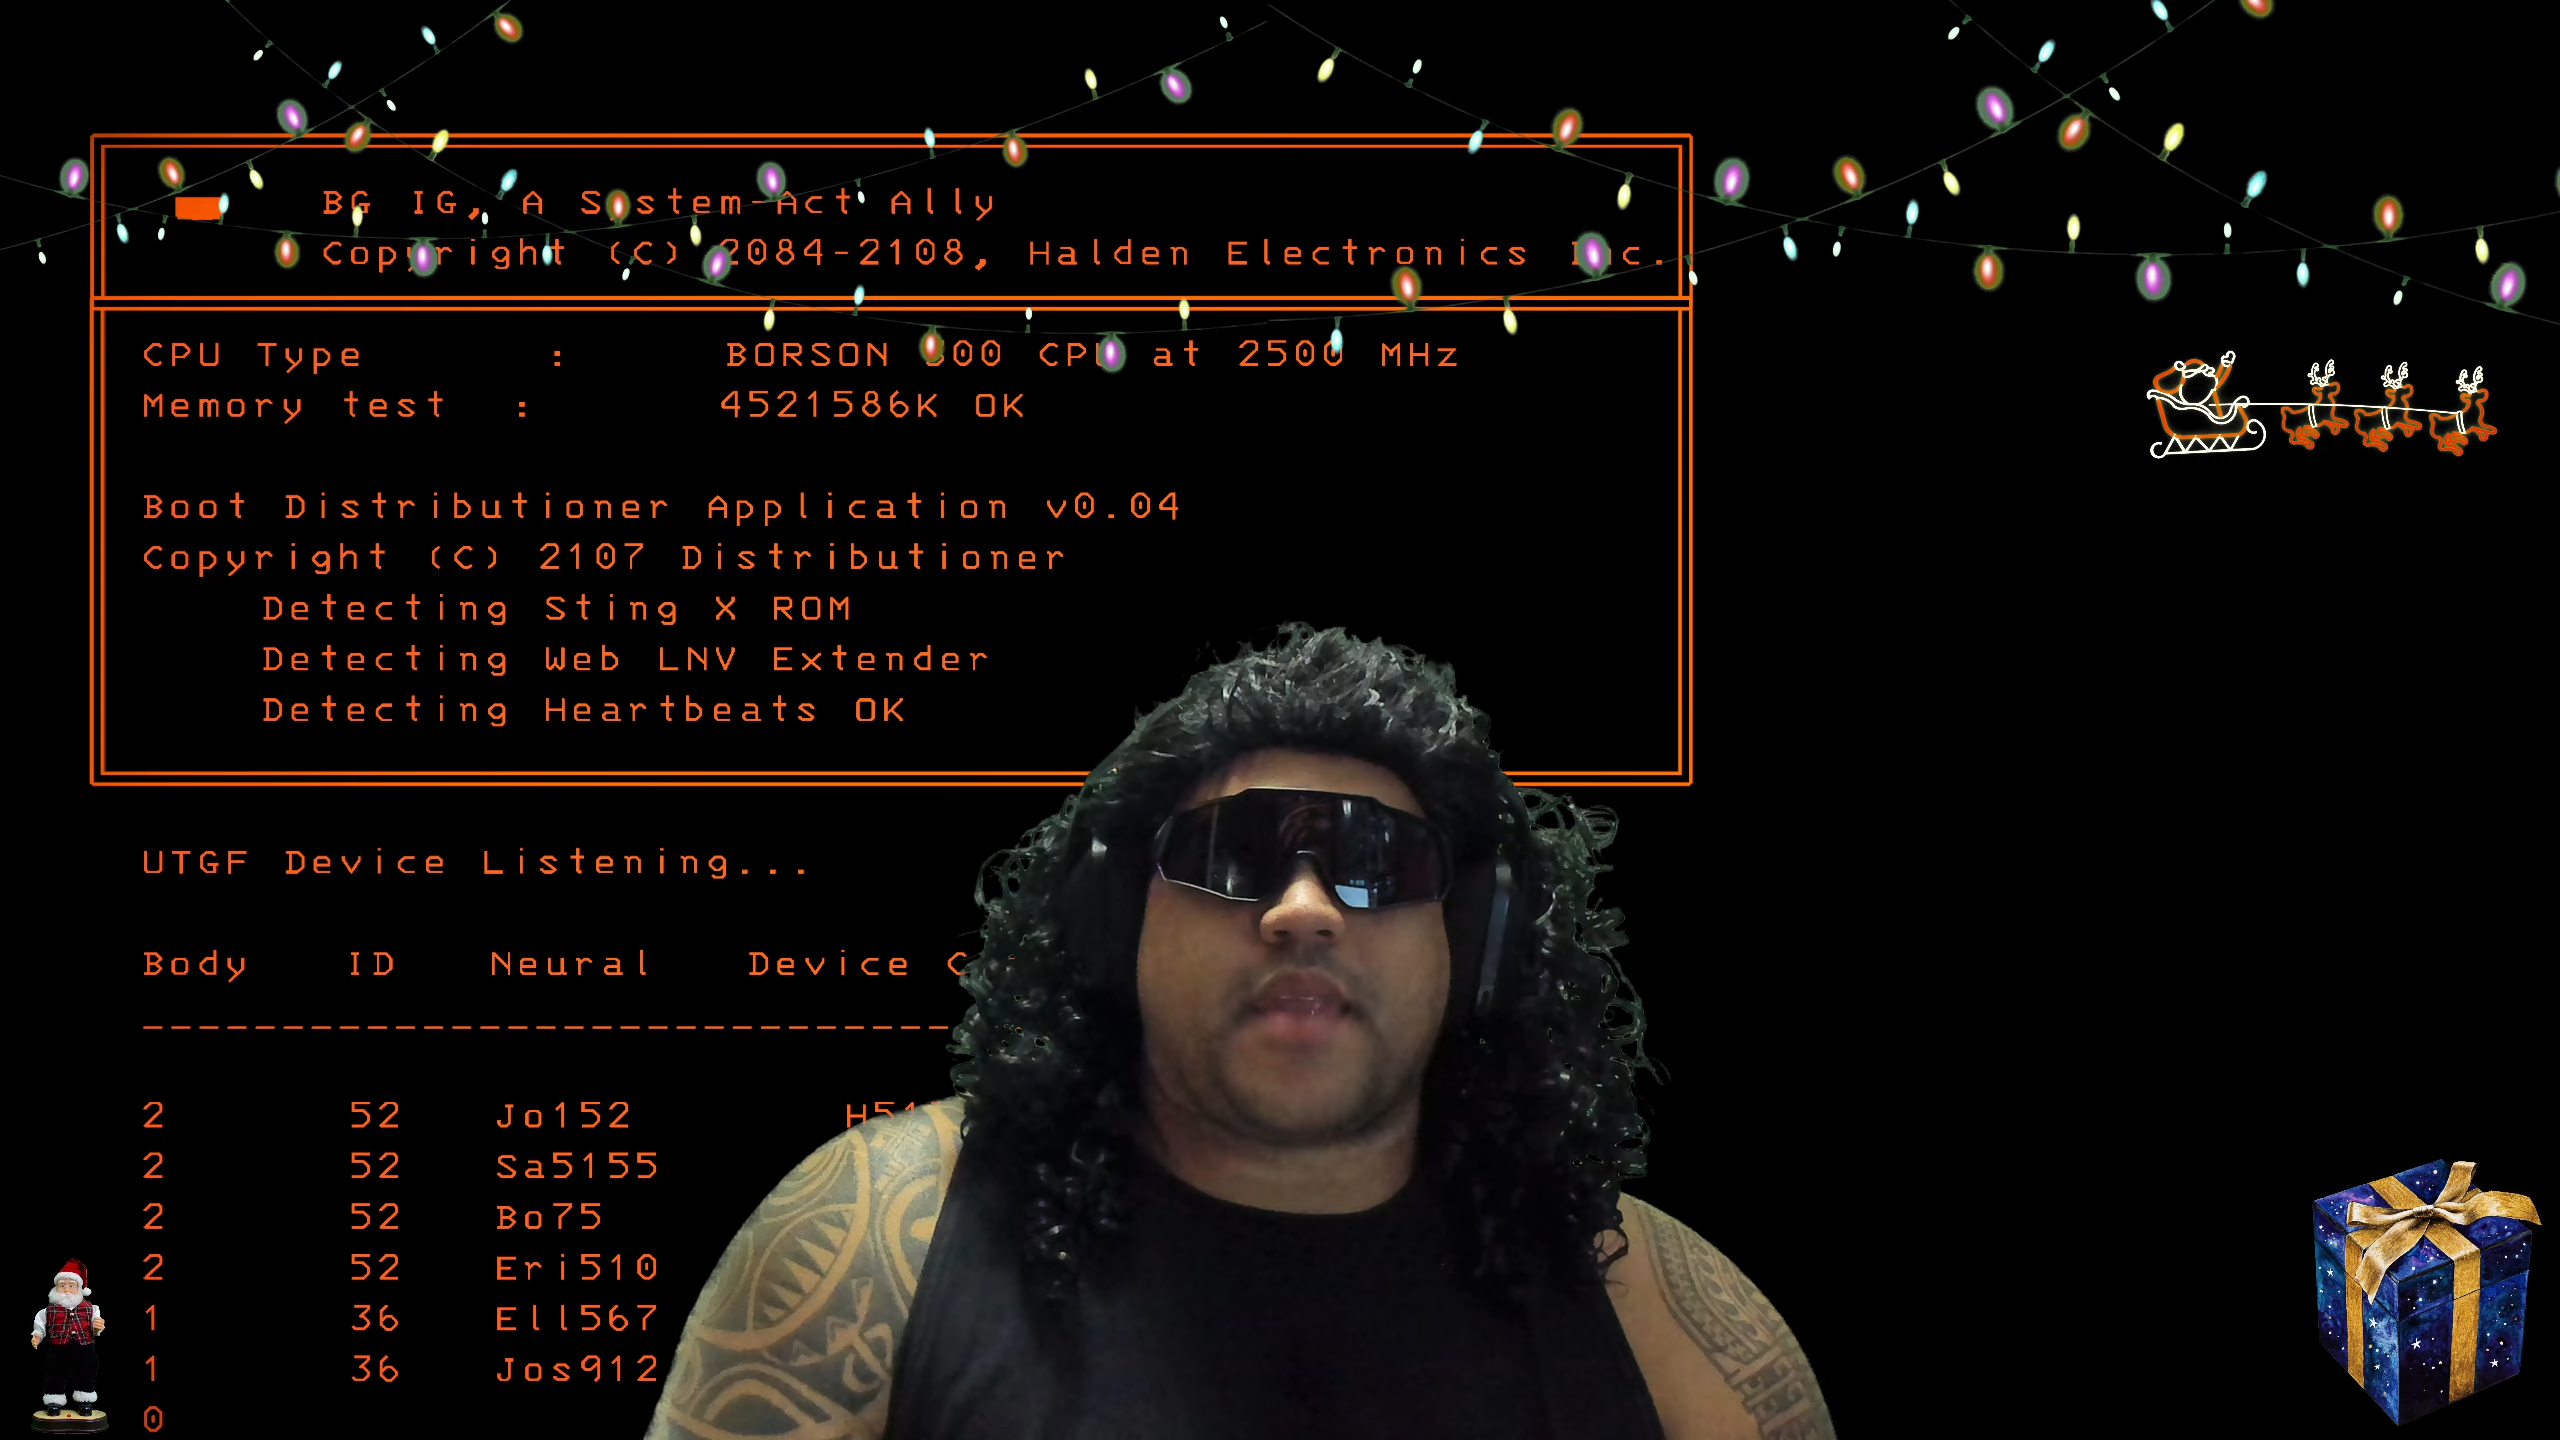 BG IG, A System-Act Ally
Copyright (C) 2084-2108, Halden Electronics Inc.
CPU Type : BORSON 300 CPU at 2500 MHz
Memory test : 4521586K OK
Boot Distributioner Application v0.04
Copyright (C) 2107 Distributioner
Detecting Sting X ROM
Detecting Web LNV Extender
Detecting Heartbeats OK
UTGF Device Listening...
Body ID Neural Device
2 52 Jo152
2 52 Sa5155
2 52 Bo75
2 52 Eri510
1 36 Ell567
1 36 Jos912
0